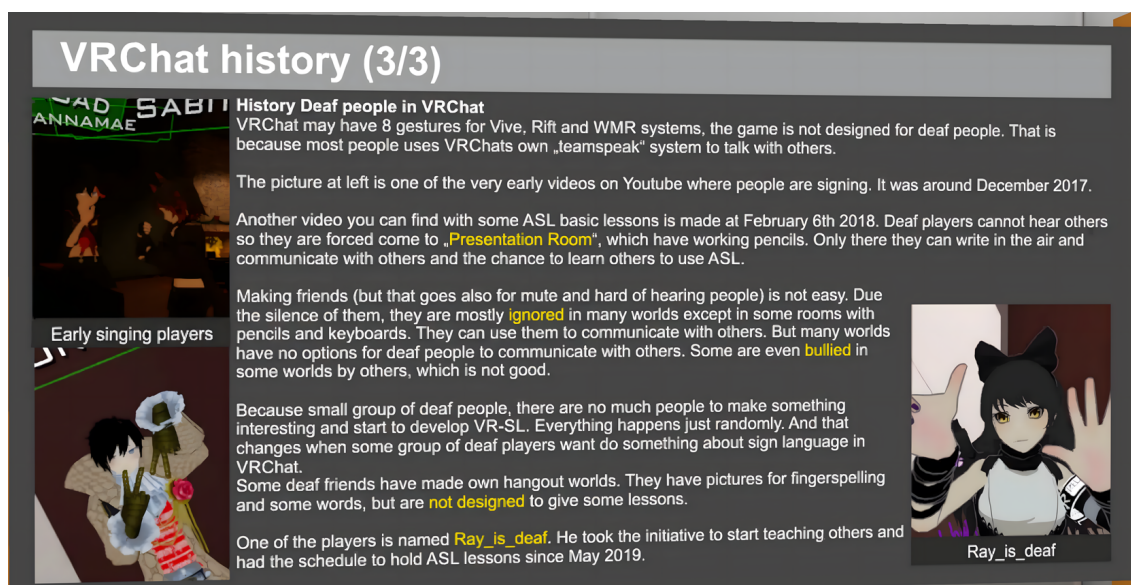 VRChat history (3/3)
SABIT
ANNAMAE
Early singing players
History Deaf people in VRChat
VRChat may have 8 gestures for Vive, Rift and WMR systems, the game is not designed for deaf people. That is
because most people uses VRChats own „teamspeak“ system to talk with others.
The picture at left is one of the very early videos on Youtube where people are signing. It was around December 2017.
Another video you can find with some ASL basic lessons is made at February 6th 2018. Deaf players cannot hear others
so they are forced come to „Presentation Room“, which have working pencils. Only there they can write in the air and
communicate with others and the chance to learn others to use ASL.
Making friends (but that goes also for mute and hard of hearing people) is not easy. Due
the silence of them, they are mostly ignored in many worlds except in some rooms with
pencils and keyboards. They can use them to communicate with others. But many worlds
have no options for deaf people to communicate with others. Some are even bullied in
some worlds by others, which is not good.
Because small group of deaf people, there are no much people to make something
interesting and start to develop VR-SL. Everything happens just randomly. And that
changes when some group of deaf players want do something about sign language in
VRChat.
Some deaf friends have made own hangout worlds. They have pictures for fingerspelling
and some words, but are not designed to give some lessons.
One of the players is named Ray_is_deaf. He took the initiative to start teaching others and
had the schedule to hold ASL lessons since May 2019.
Ray_is_deaf